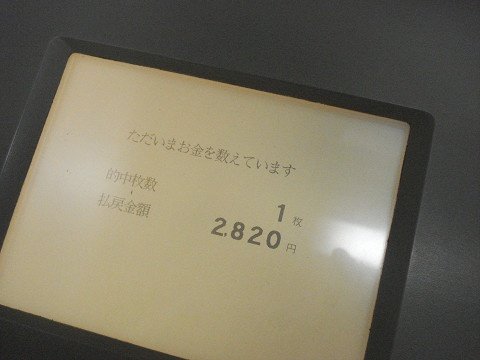 ただいまお金を数えています
的中枚数 1枚
払戻金額 2,820円